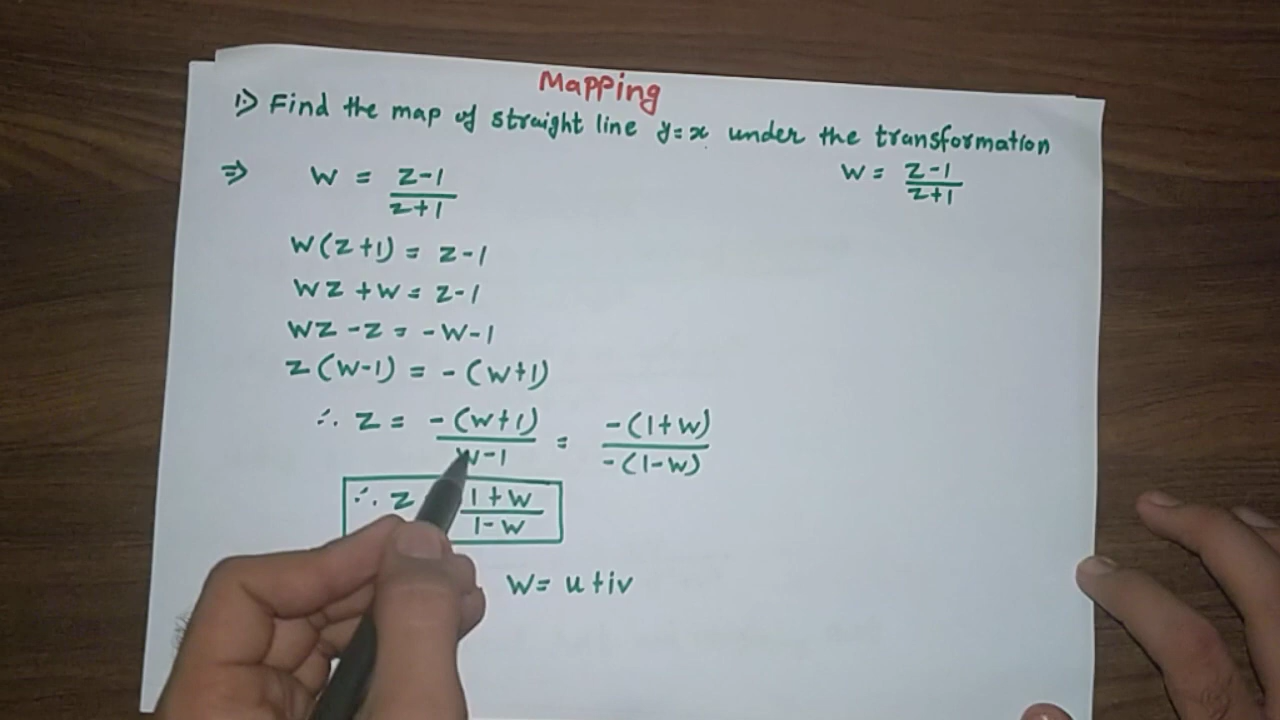 Mapping
1.> Find the map of straight line y=x under the transformation
w = z-1/z+1
⇒ w = z-1/z+1
w(z+1) = z-1
wz+w = z-1
wz-z = -w-1
z(w-1) = -(w+1)
∴ z = -(w+1)/w-1 = -(1+w)/-(1-w)
∴ z 1+w/1-w
w= u+iv